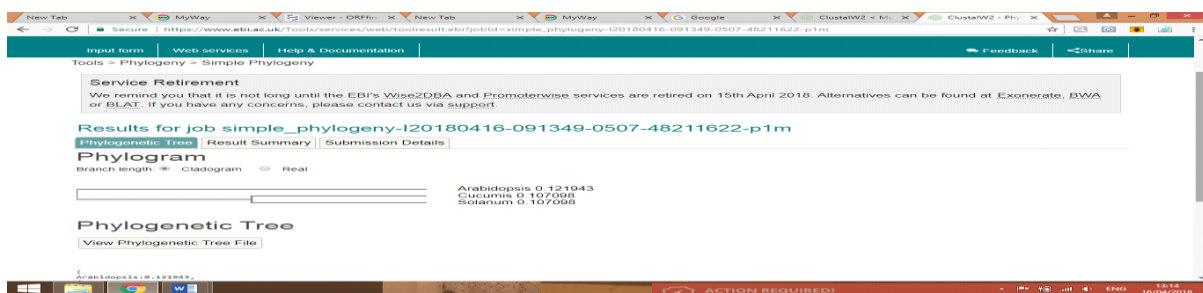 New Tab MyWay Viewer - ORFfin New Tab MyWay Google ClustalW2 < Mu ClustalW2 - Phy
Secure https://www.ebi.ac.uk/Tools/services/web/toolresult.ebi?jobId=simple_phylogeny-I20180416-091349-0507-48211622-p1m
Input form Web services Help & Documentation Feedback Share
Tools > Phylogeny > Simple Phylogeny
Service Retirement
We remind you that it is not long until the EBI's Wise2DBA and Promoterwise services are retired on 15th April 2018. Alternatives can be found at Exonerate, BWA
or BLAT. If you have any concerns, please contact us via support.
Results for job simple_phylogeny-I20180416-091349-0507-48211622-p1m
Phylogenetic Tree Result Summary Submission Details
Phylogram
Branch length: Cladogram Real
Arabidopsis 0.121943
Cucumis 0.107098
Solanum 0.107098
Phylogenetic Tree
View Phylogenetic Tree File
(
Arabidopsis:0.121943,
ACTION REQUIRED! ENG 13:14
16/04/2018